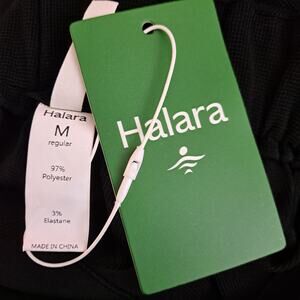 Halara
M
regular
97%
Polyester
3%
Elastane
MADE IN CHINA
Halara